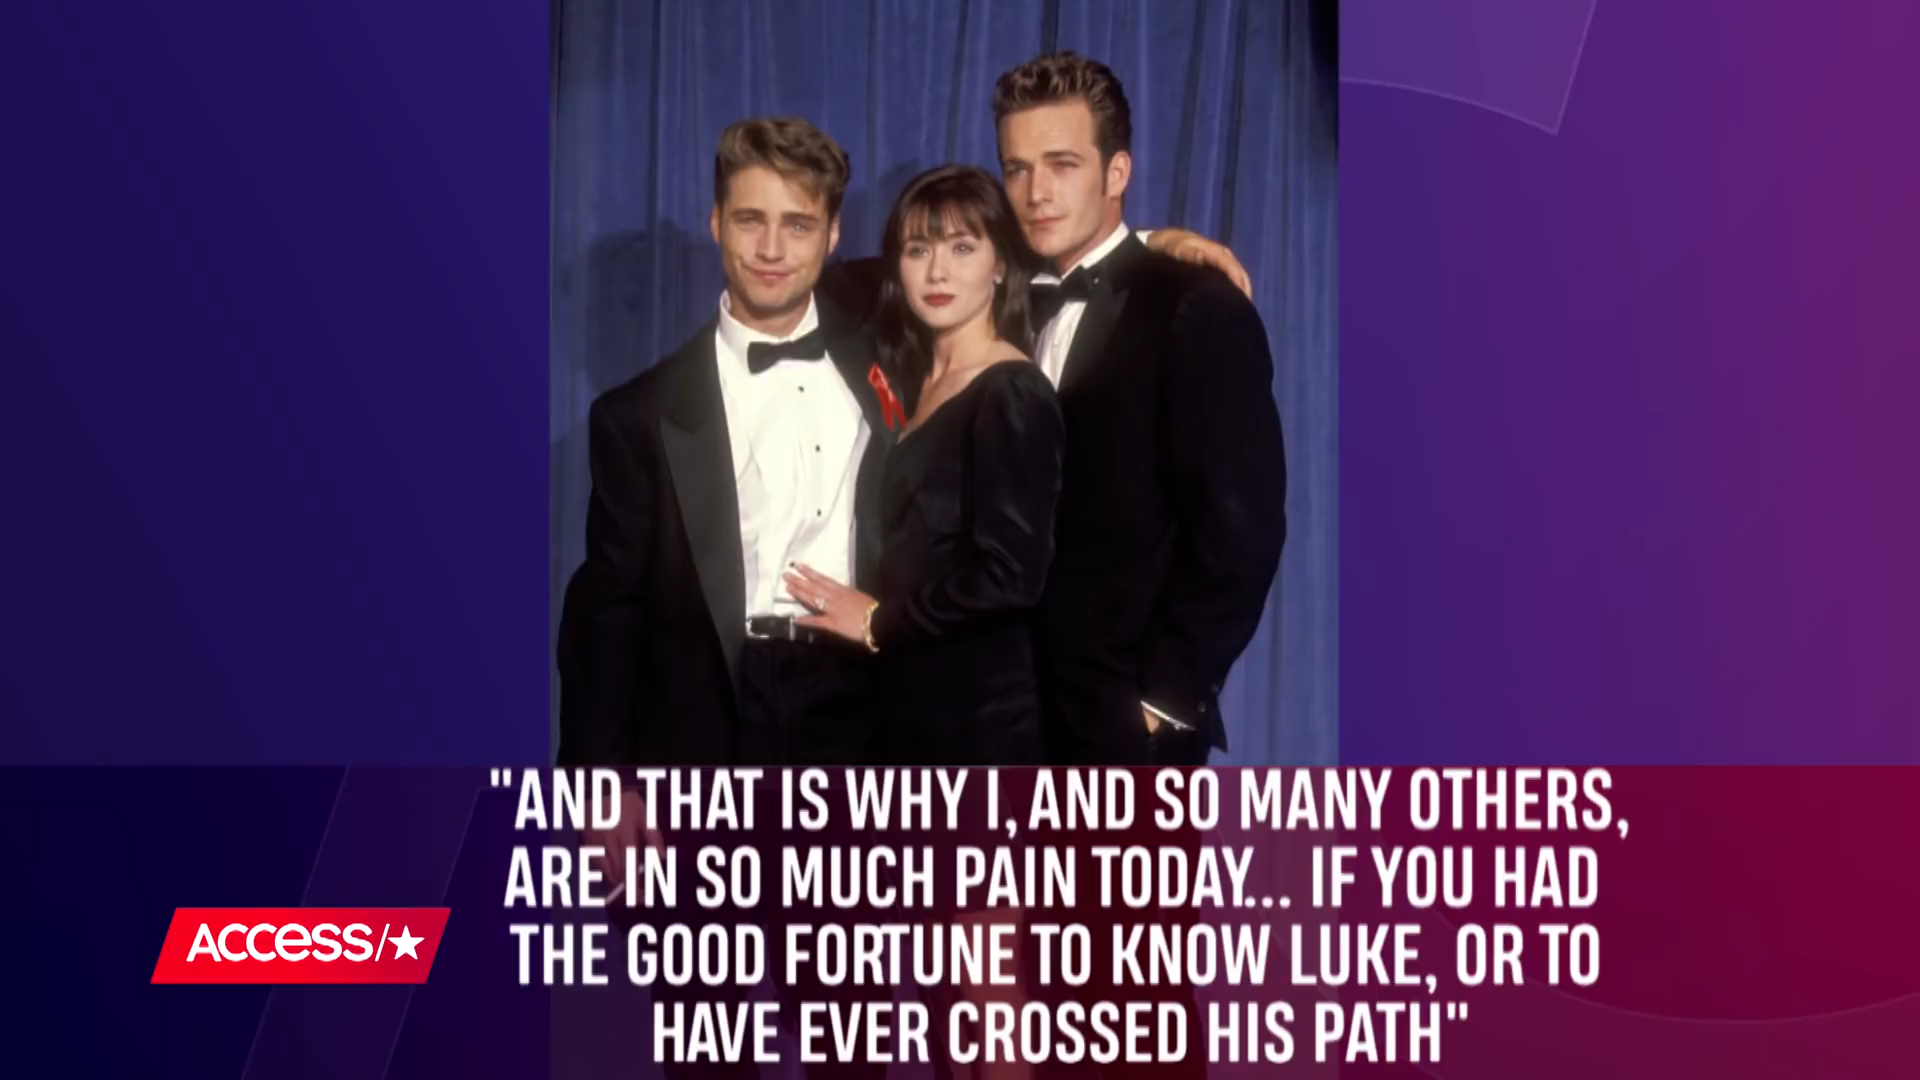 "AND THAT IS WHY I, AND SO MANY OTHERS,
ARE IN SO MUCH PAIN TODAY... IF YOU HAD
THE GOOD FORTUNE TO KNOW LUKE, OR TO
HAVE EVER CROSSED HIS PATH"
ACCESS/★